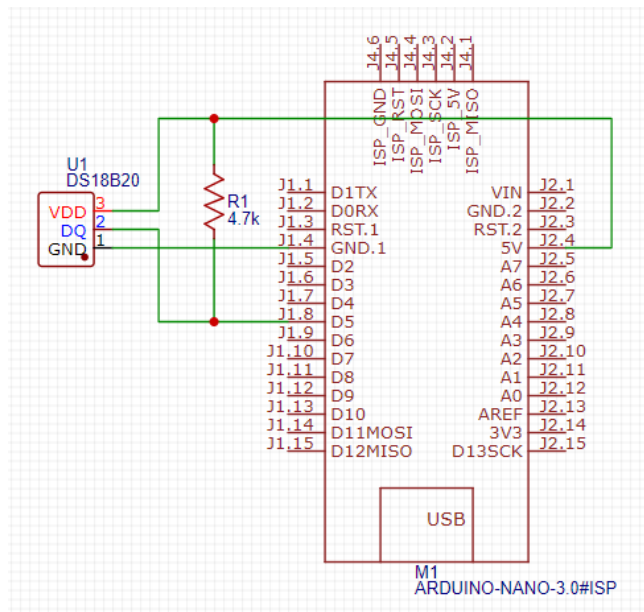 J4.6 J4.5 J4.4 J4.3 J4.2 J4.1
ISP_GND ISP_RST ISP_MOSI ISP_SCK ISP_5V ISP_MISO
U1
DS18B20
VDD 3
DQ 2
GND 1
R1
4.7k
J1.1 D1TX VIN J2.1
J1.2 D0RX GND.2 J2.2
J1.3 RST.1 RST.2 J2.3
J1.4 GND.1 5V J2.4
J1.5 D2 A7 J2.5
J1.6 D3 A6 J2.6
J1.7 D4 A5 J2.7
J1.8 D5 A4 J2.8
J1.9 D6 A3 J2.9
J1.10 D7 A2 J2.10
J1.11 D8 A1 J2.11
J1.12 D9 A0 J2.12
J1.13 D10 AREF J2.13
J1.14 D11MOSI 3V3 J2.14
J1.15 D12MISO D13SCK J2.15
USB
M1
ARDUINO-NANO-3.0#ISP